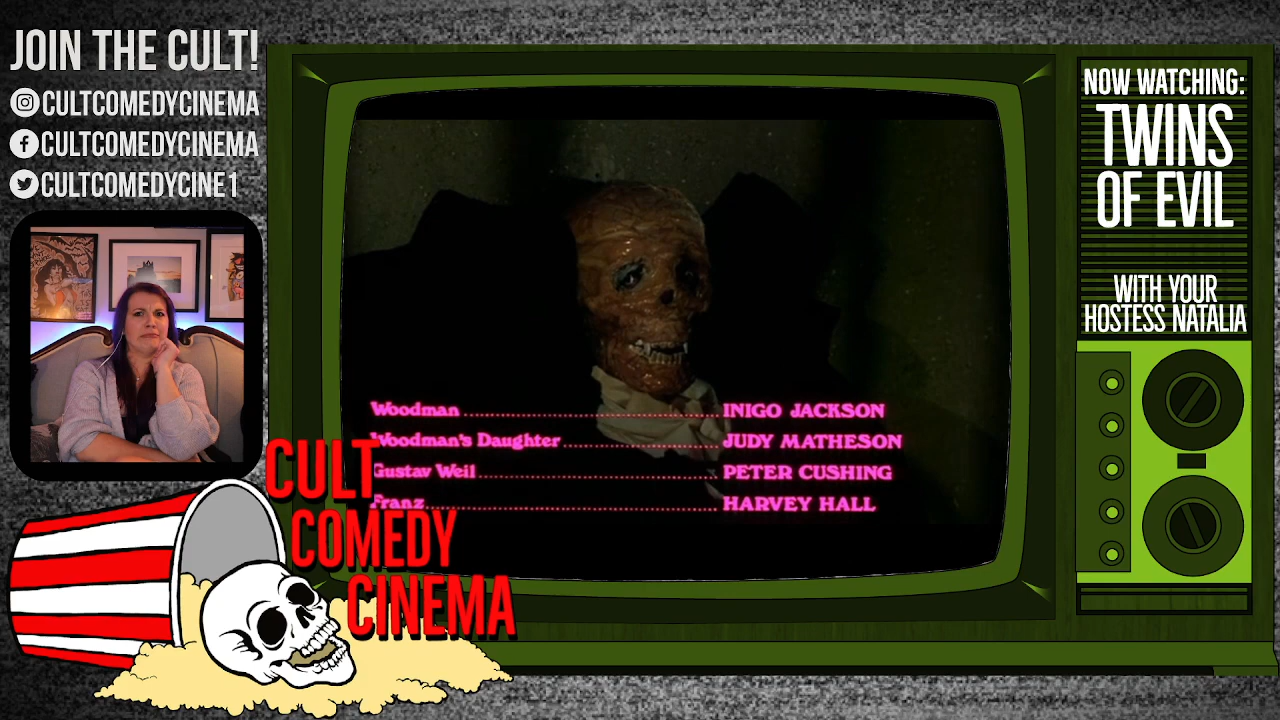 JOIN THE CULT!
CULTCOMEDYCINEMA
CULTCOMEDYCINEMA
CULTCOMEDYCINE1
NOW WATCHING:
TWINS
OF EVIL
WITH YOUR
HOSTESS NATALIA
Woodman INIGO JACKSON
Woodman's Daughter JUDY MATHESON
Gustav Weil PETER CUSHING
Franz HARVEY HALL
CULT
COMEDY
CINEMA